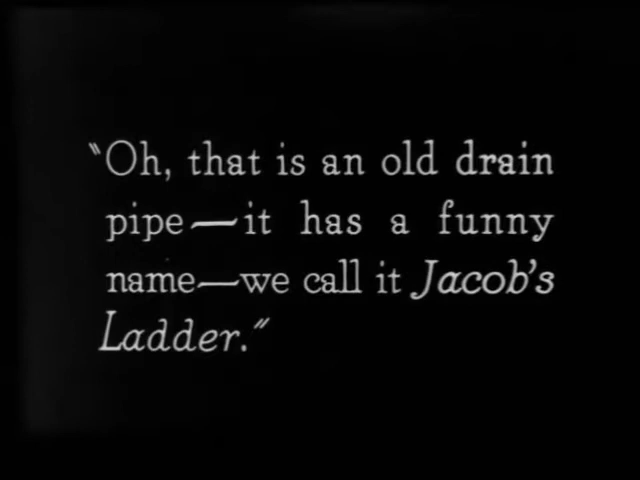 "Oh, that is an old drain
pipe—it has a funny
name—we call it Jacob's
Ladder."